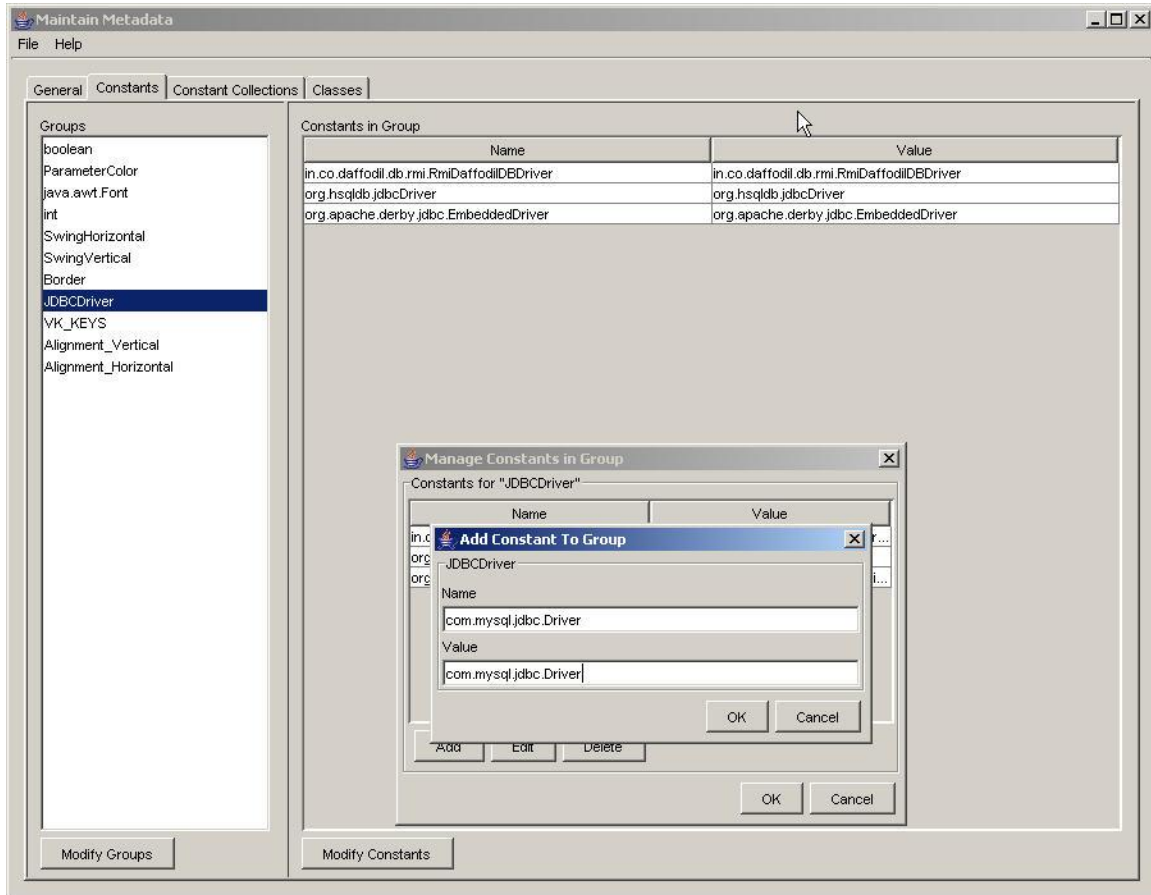 Maintain Metadata
File Help
General Constants Constant Collections Classes
Groups
boolean
ParameterColor
java.awt.Font
int
SwingHorizontal
SwingVertical
Border
JDBCDriver
VK_KEYS
Alignment_Vertical
Alignment_Horizontal
Modify Groups
Constants in Group
Name Value
in.co.daffodil.db.rmi.RmiDaffodilDBDriver in.co.daffodil.db.rmi.RmiDaffodilDBDriver
org.hsqldb.jdbcDriver org.hsqldb.jdbcDriver
org.apache.derby.jdbc.EmbeddedDriver org.apache.derby.jdbc.EmbeddedDriver
Manage Constants in Group
Constants for "JDBCDriver"
Name Value
in.c r...
org
org i...
Add Constant To Group
JDBCDriver
Name
com.mysql.jdbc.Driver
Value
com.mysql.jdbc.Driver
OK Cancel
Add Edit Delete
OK Cancel
Modify Constants